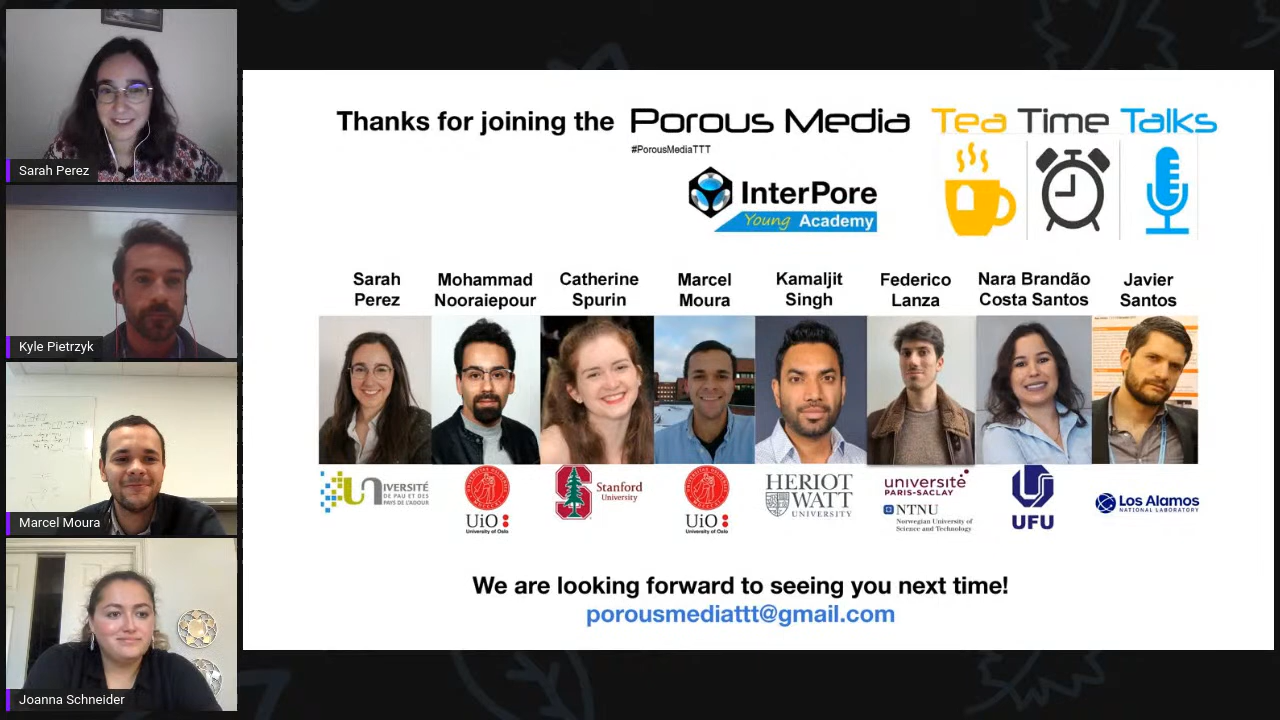 Sarah Perez
Kyle Pietrzyk
Marcel Moura
Joanna Schneider
Thanks for joining the Porous Media Tea Time Talks
#PorousMediaTTT
InterPore
Young Academy
Sarah Perez
Mohammad Nooraiepour
Catherine Spurin
Marcel Moura
Kamaljit Singh
Federico Lanza
Nara Brandão Costa Santos
Javier Santos
UNIVERSITÉ
DE PAU ET DES
PAYS DE L'ADOUR
UiO
University of Oslo
Stanford
University
UiO
University of Oslo
HERIOT
WATT
UNIVERSITY
université
PARIS-SACLAY
NTNU
Norwegian University of
Science and Technology
UFU
Los Alamos
NATIONAL LABORATORY
We are looking forward to seeing you next time!
porousmediattt@gmail.com